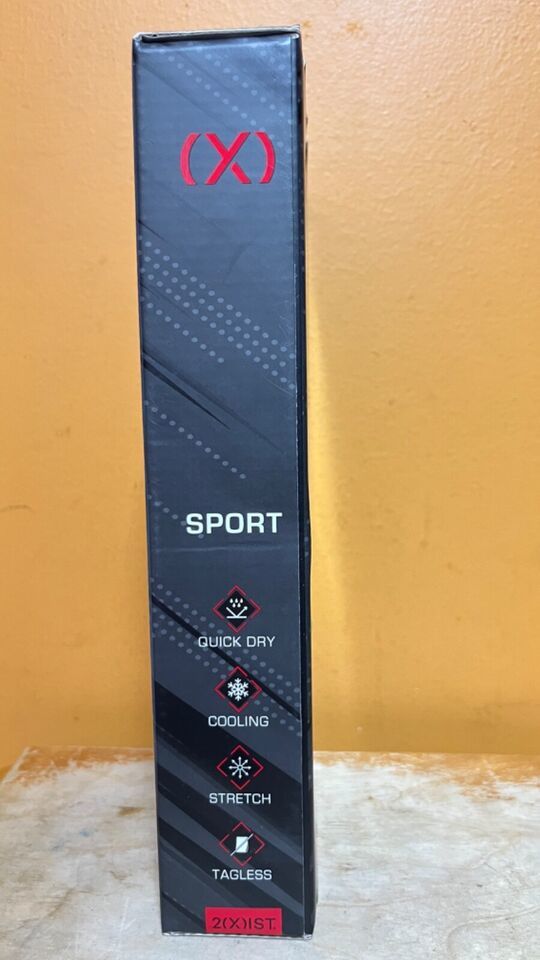 (X)
SPORT
QUICK DRY
COOLING
STRETCH
TAGLESS
2(X)IST.